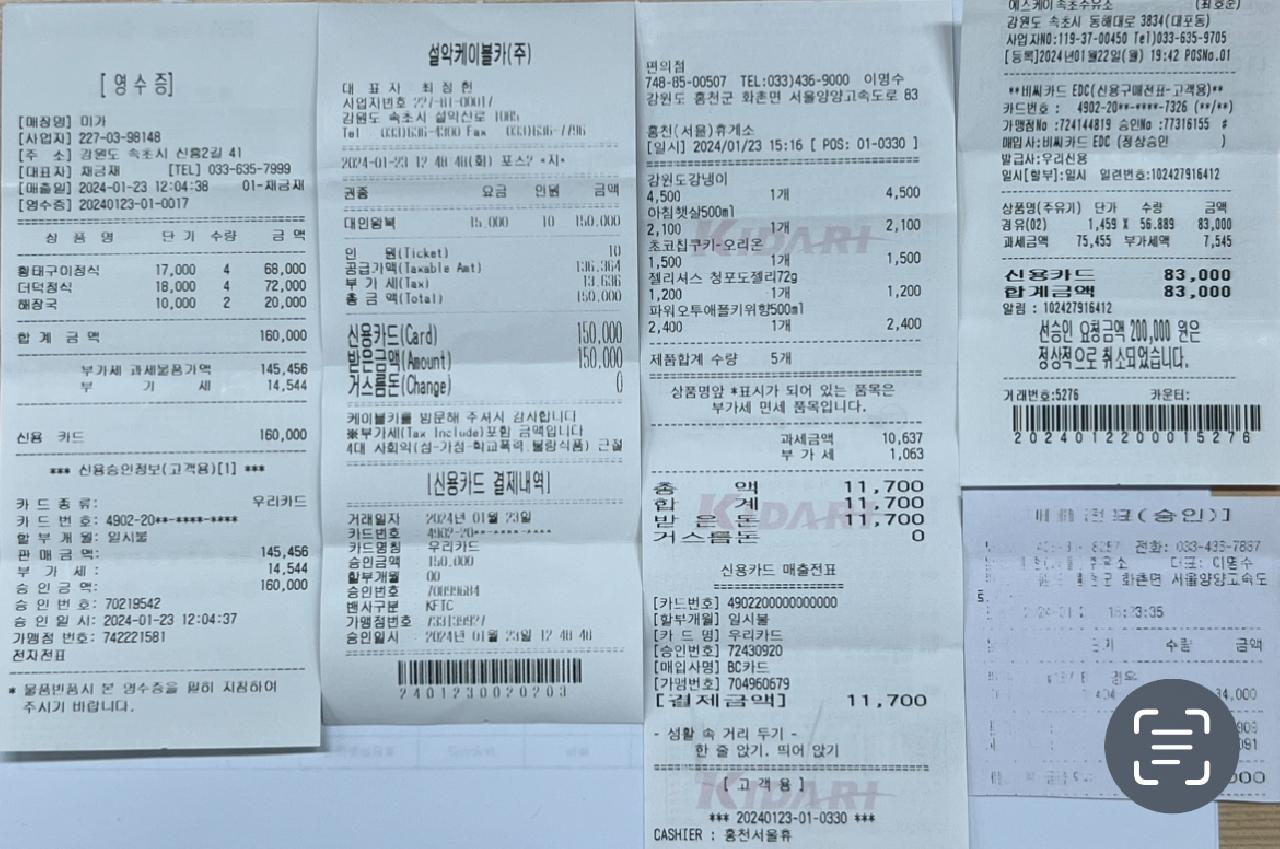 [ 영 수 증]
[매장명] 미가
[사업자] 227-03-98148
[주 소] 강원도 속초시 신흥2길 41
[대표자] 채금재 [TEL] 033-635-7999
[매출일] 2024-01-23 12:04:38 01-채금재
[영수증] 20240123-01-0017
상 품 명 단 가 수량 금 액
황태구이정식 17,000 4 68,000
더덕정식 18,000 4 72,000
해장국 10,000 2 20,000
합 계 금 액 160,000
부가세 과세물품가액 145,456
부 가 세 14,544
신용 카드 160,000
*** 신용승인정보(고객용)[1] ***
카 드 종 류: 우리카드
카 드 번 호: 4902-20**-****-****
할 부 개 월: 일시불
판 매 금 액: 145,456
부 가 세 : 14,544
승 인 금 액: 160,000
승 인 번 호: 70219542
승 인 일 시: 2024-01-23 12:04:37
가맹점 번호: 742221581
전자전표
* 물품반품시 본 영수증을 필히 지참하여
주시기 바랍니다.
설악케이블카(주)
대 표 자 최 정 헌
사업자번호 227-81-00017
강원도 속초시 설악산로 1085
Tel 033)636-4300 Fax 033)636-7796
2024-01-23 12:48:48(화) 포스2 *지*
권종 요금 인원 금액
대인왕복 15,000 10 150,000
인 원(Ticket) 10
공급가액(Taxable Amt) 136,364
부 가 세(Tax) 13,636
총 금 액(Total) 150,000
신용카드(Card) 150,000
받은금액(Amount) 150,000
거스름돈(Change) 0
케이블카를 방문해 주셔서 감사합니다
※부가세(Tax Include)포함 금액입니다
4대 사회악(성·가정·학교폭력,불량식품) 근절
[신용카드 결제내역]
거래일자 2024년 01월 23일
카드번호 4902-20**-****-****
카드명칭 우리카드
승인금액 150,000
할부개월 00
승인번호 70899684
밴사구분 KFTC
가맹점번호 733139927
승인일시 2024년 01월 23일 12:48:48
2401230020203
편의점
748-85-00507 TEL:033)436-9000 이영수
강원도 홍천군 화촌면 서울양양고속도로 83
홍천(서울)휴게소
[일시] 2024/01/23 15:16 [ POS: 01-0330 ]
감원도강냉이
4,500 1개 4,500
아침햇살500ml
2,100 1개 2,100
초코칩쿠키-오리온
1,500 1개 1,500
젤리셔스 청포도젤리72g
1,200 1개 1,200
파워오투애플키위향500ml
2,400 1개 2,400
제품합계 수량 5개
상품명앞 *표시가 되어 있는 품목은
부가세 면세 품목입니다.
과세금액 10,637
부 가 세 1,063
총 액 11,700
합 계 11,700
받 은 돈 11,700
거스름돈 0
KIDARI
신용카드 매출전표
[카드번호] 4902200000000000
[할부개월] 일시불
[카 드 명] 우리카드
[승인번호] 72430920
[매입사명] BC카드
[가맹번호] 704960679
[결제금액] 11,700
- 생활 속 거리 두기 -
한 줄 앉기, 띄어 앉기
[ 고 객 용 ]
KIDARI
*** 20240123-01-0330 ***
CASHIER : 홍천서울휴
에스케이속초주유소 (최호순)
강원도 속초시 동해대로 3834(대포동)
사업자NO:119-37-00450 Tel)033-635-9705
[등록]2024년01월22일(월) 19:42 POSNo.01
**비씨카드 EDC(신용구매전표-고객용)**
카드번호 : 4902-20**-****-7326 (**/**)
가맹점No :724144819 승인No :77316155 #
매입사:비씨카드 EDC (정상승인 )
발급사:우리신용
일시[할부]:일시 일련번호:102427916412
상품명(주유기) 단가 수량 금액
경유(02) 1,459 X 56.889 83,000
과세금액 75,455 부가세액 7,545
신용카드 83,000
합계금액 83,000
알림 : 102427916412
선승인 요청금액 200,000 원은
정상적으로 취소되었습니다.
거래번호:5276 카운터:
20240122000015276
전표(승인)]
전화: 033-435-7887
대표: 이명수
홍천군 화촌면 서울양양고속도
로
단가 수량 금액
경유
34,000